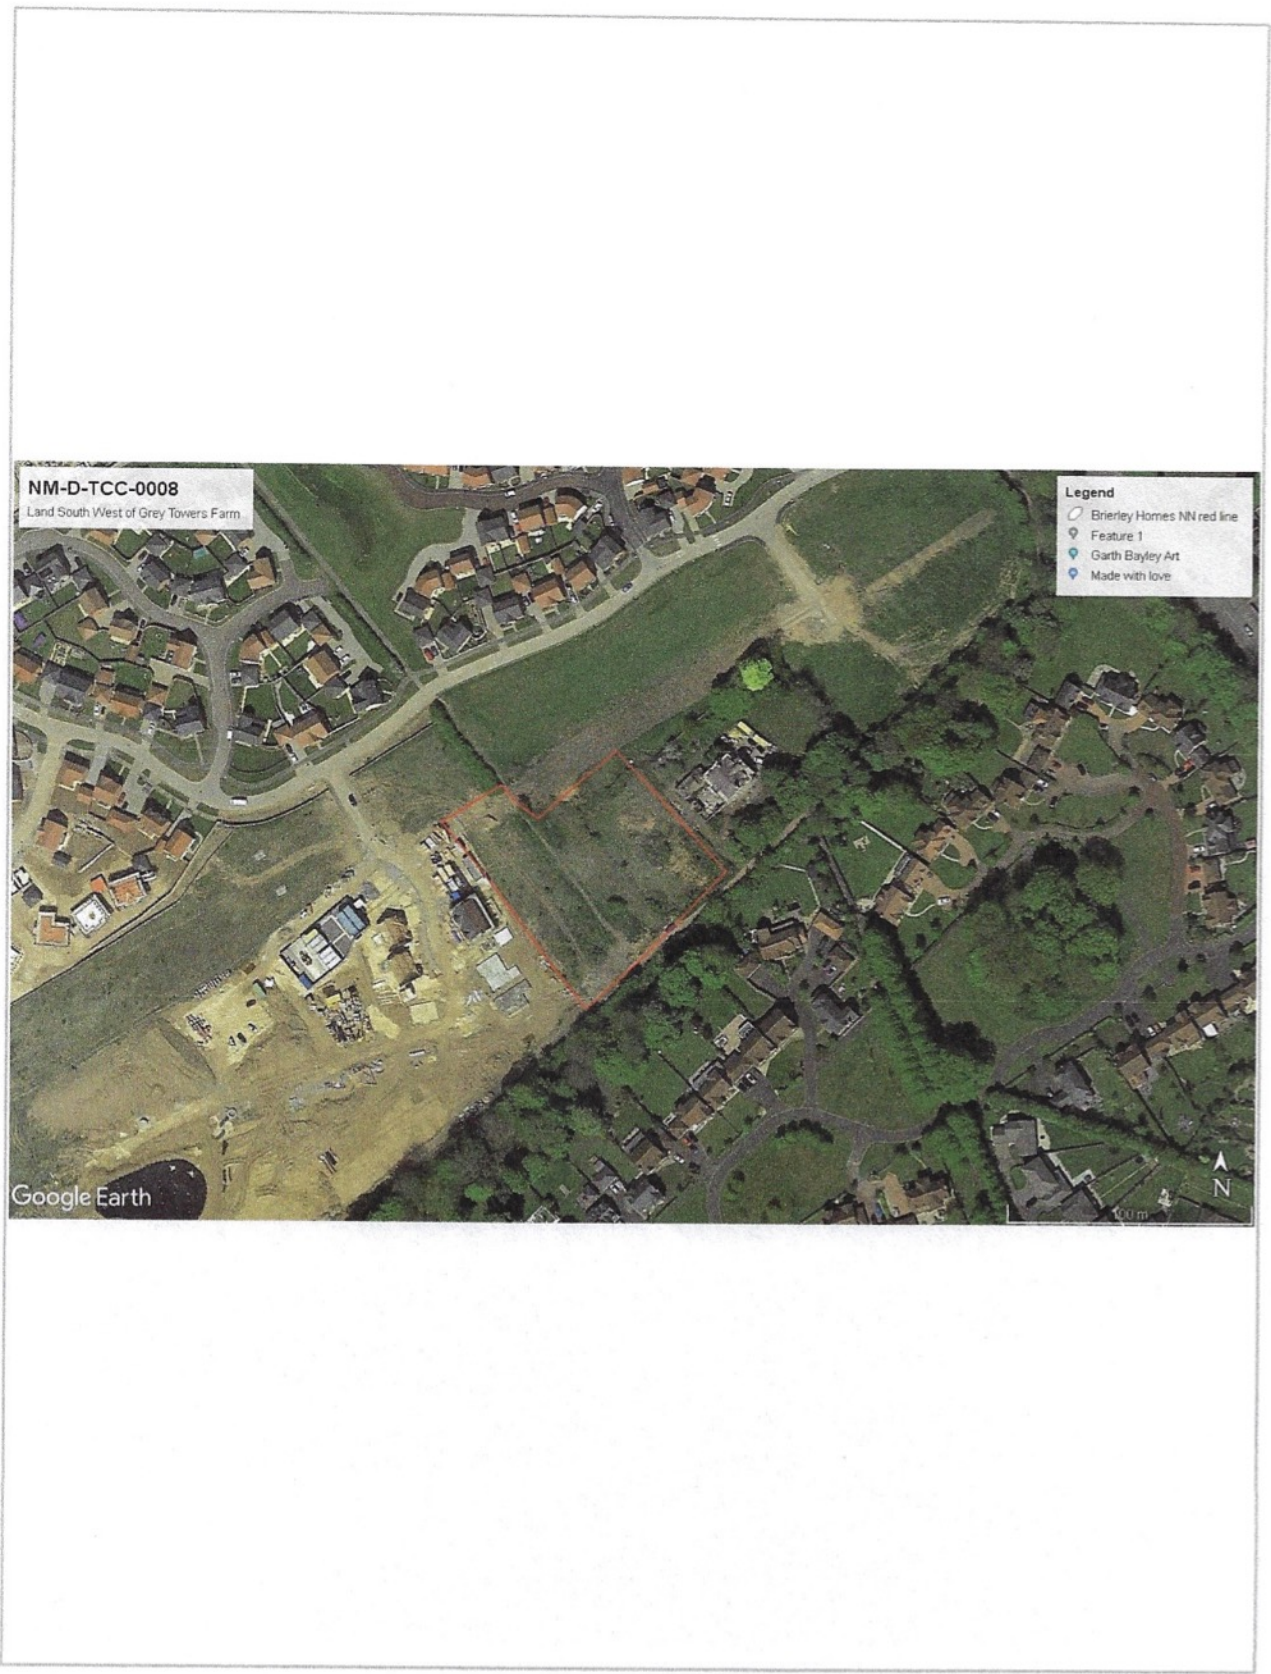 NM-D-TCC-0008
Land South West of Grey Towers Farm
Legend
Brierley Homes NN red line
Feature 1
Garth Bayley Art
Made with love
Google Earth
N
100 m